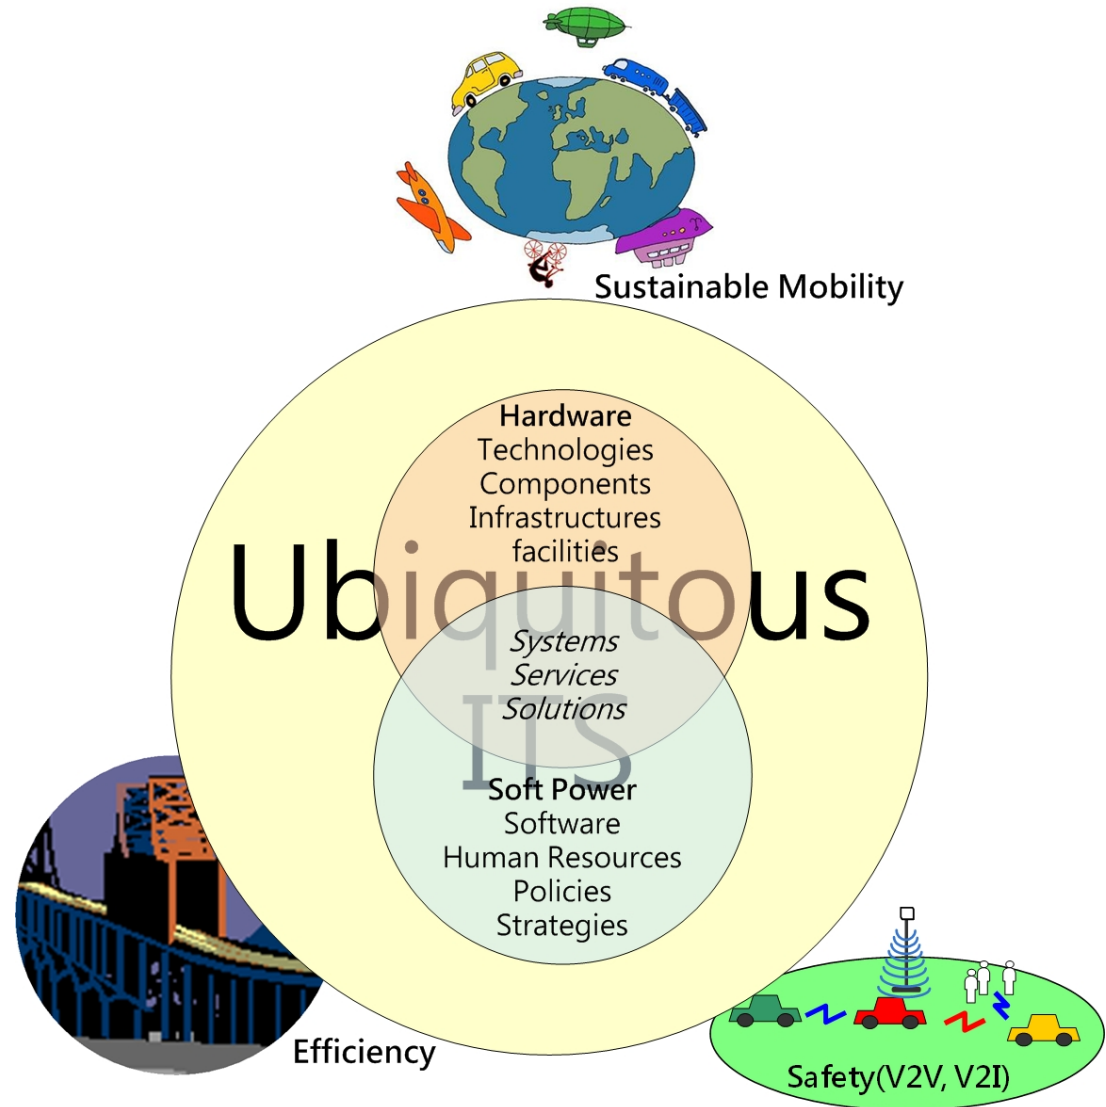 Sustainable Mobility
Hardware
Technologies
Components
Infrastructures
facilities
Ubiquitous
Systems
Services
Solutions
ITS
Soft Power
Software
Human Resources
Policies
Strategies
Efficiency
Safety(V2V, V2I)